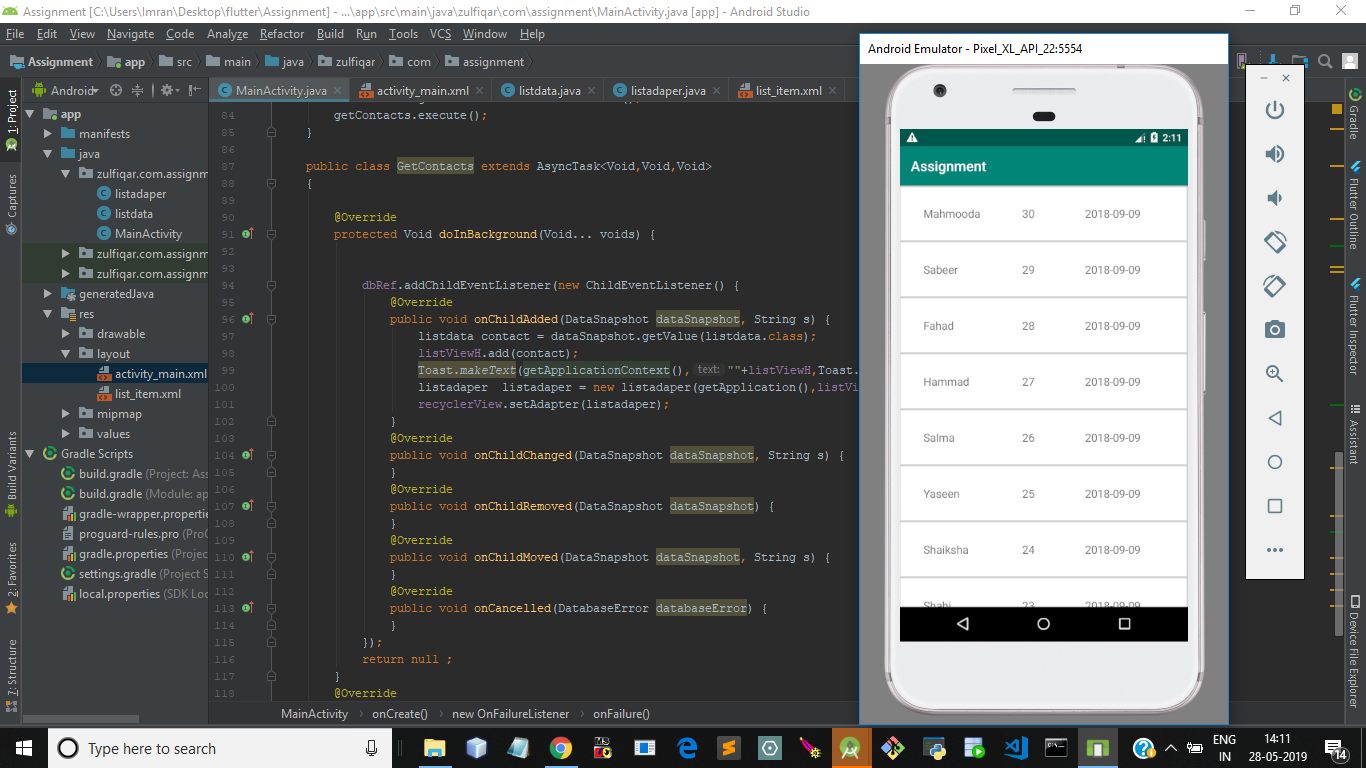 Assignment [C:\Users\Imran\Desktop\flutter\Assignment] - ...\app\src\main\java\zulfiqar\com\assignment\MainActivity.java [app] - Android Studio
File Edit View Navigate Code Analyze Refactor Build Run Tools VCS Window Help
Assignment app src main java zulfiqar com assignment
Android
MainActivity.java activity_main.xml listdata.java listadaper.java list_item.xml
1: Project
Captures
Build Variants
2: Favorites
7: Structure
app
manifests
java
zulfiqar.com.assignm
listadaper
listdata
MainActivity
zulfiqar.com.assignm
zulfiqar.com.assignm
generatedJava
res
drawable
layout
activity_main.xml
list_item.xml
mipmap
values
Gradle Scripts
build.gradle (Project: Ass
build.gradle (Module: ap
gradle-wrapper.propertie
proguard-rules.pro (ProG
gradle.properties (Projec
settings.gradle (Project S
local.properties (SDK Loc
84 getContacts.execute();
85 }
86
87 public class GetContacts extends AsyncTask<Void,Void,Void>
88 {
89
90 @Override
91 protected Void doInBackground(Void... voids) {
92
93
94 dbRef.addChildEventListener(new ChildEventListener() {
95 @Override
96 public void onChildAdded(DataSnapshot dataSnapshot, String s) {
97 listdata contact = dataSnapshot.getValue(listdata.class);
98 listViewH.add(contact);
99 Toast.makeText(getApplicationContext(), text: ""+listViewH,Toast.
100 listadaper listadaper = new listadaper(getApplication(),listVi
101 recyclerView.setAdapter(listadaper);
102 }
103 @Override
104 public void onChildChanged(DataSnapshot dataSnapshot, String s) {
105 }
106 @Override
107 public void onChildRemoved(DataSnapshot dataSnapshot) {
108 }
109 @Override
110 public void onChildMoved(DataSnapshot dataSnapshot, String s) {
111 }
112 @Override
113 public void onCancelled(DatabaseError databaseError) {
114 }
115 });
116 return null ;
117 }
118 @Override
MainActivity onCreate() new OnFailureListener onFailure()
Android Emulator - Pixel_XL_API_22:5554
2:11
Assignment
Mahmooda 30 2018-09-09
Sabeer 29 2018-09-09
Fahad 28 2018-09-09
Hammad 27 2018-09-09
Salma 26 2018-09-09
Yaseen 25 2018-09-09
Shaiksha 24 2018-09-09
Shabi 23 2018-09-09
Gradle
Flutter Outline
Flutter Inspector
Assistant
Device File Explorer
Type here to search
MS
ENG
IN
14:11
28-05-2019
14